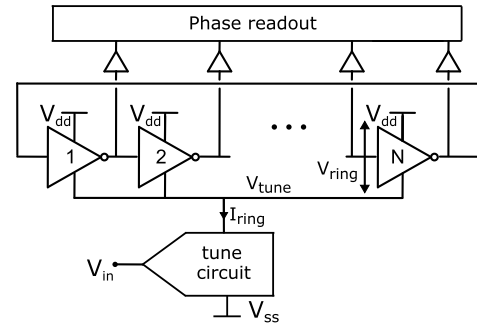 Phase readout
Vdd Vdd Vdd
1 2 ... N
Vring
Vtune
Iring
tune
circuit
Vin
Vss